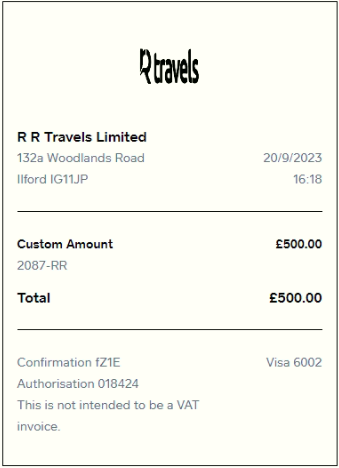 R travels
R R Travels Limited
132a Woodlands Road 20/9/2023
Ilford IG11JP 16:18
Custom Amount £500.00
2087-RR
Total £500.00
Confirmation fZ1E Visa 6002
Authorisation 018424
This is not intended to be a VAT
invoice.